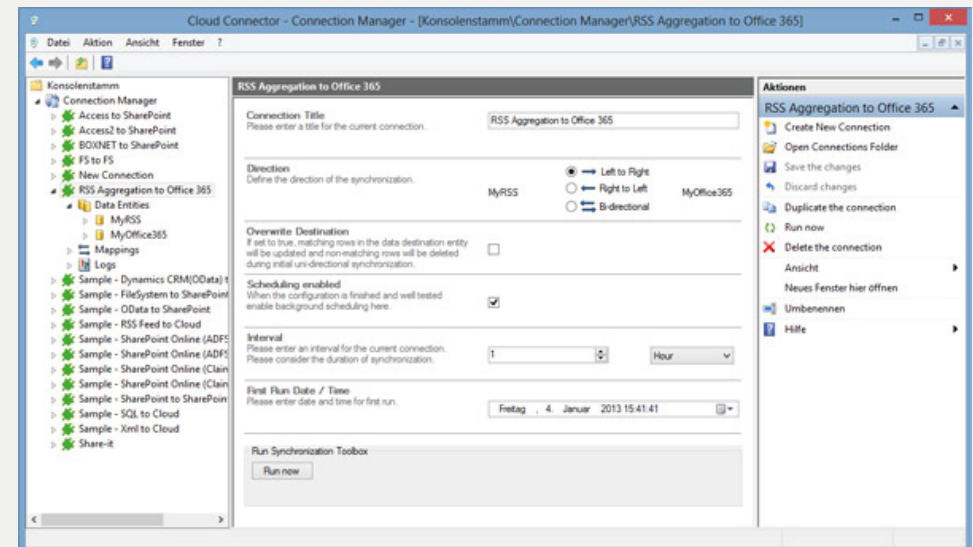 Cloud Connector - Connection Manager - [Konsolenstamm\Connection Manager\RSS Aggregation to Office 365]
Datei Aktion Ansicht Fenster ?
Konsolenstamm
Connection Manager
Access to SharePoint
Access2 to SharePoint
BOXNET to SharePoint
FS to FS
New Connection
RSS Aggregation to Office 365
Data Entities
MyRSS
MyOffice365
Mappings
Logs
Sample - Dynamics CRM(OData) t
Sample - FileSystem to SharePoint
Sample - OData to SharePoint
Sample - RSS Feed to Cloud
Sample - SharePoint Online (ADFS
Sample - SharePoint Online (ADFS
Sample - SharePoint Online (Clain
Sample - SharePoint Online (Clain
Sample - SharePoint to SharePoin
Sample - SQL to Cloud
Sample - Xml to Cloud
Share-it
RSS Aggregation to Office 365
Connection Title
Please enter a title for the current connection.
RSS Aggregation to Office 365
Direction
Define the direction of the synchronization.
MyRSS
Left to Right
Right to Left
Bi-directional
MyOffice365
Overwrite Destination
If set to true, matching rows in the data destination entity
will be updated and non-matching rows will be deleted
during initial uni-directional synchronization.
Scheduling enabled
When the configuration is finished and well tested
enable background scheduling here.
Interval
Please enter an interval for the current connection.
Please consider the duration of synchronization.
1
Hour
First Run Date / Time
Please enter date and time for first run.
Freitag , 4. Januar 2013 15:41:41
Run Synchronization Toolbox
Run now
Aktionen
RSS Aggregation to Office 365
Create New Connection
Open Connections Folder
Save the changes
Discard changes
Duplicate the connection
Run now
Delete the connection
Ansicht
Neues Fenster hier öffnen
Umbenennen
Hilfe